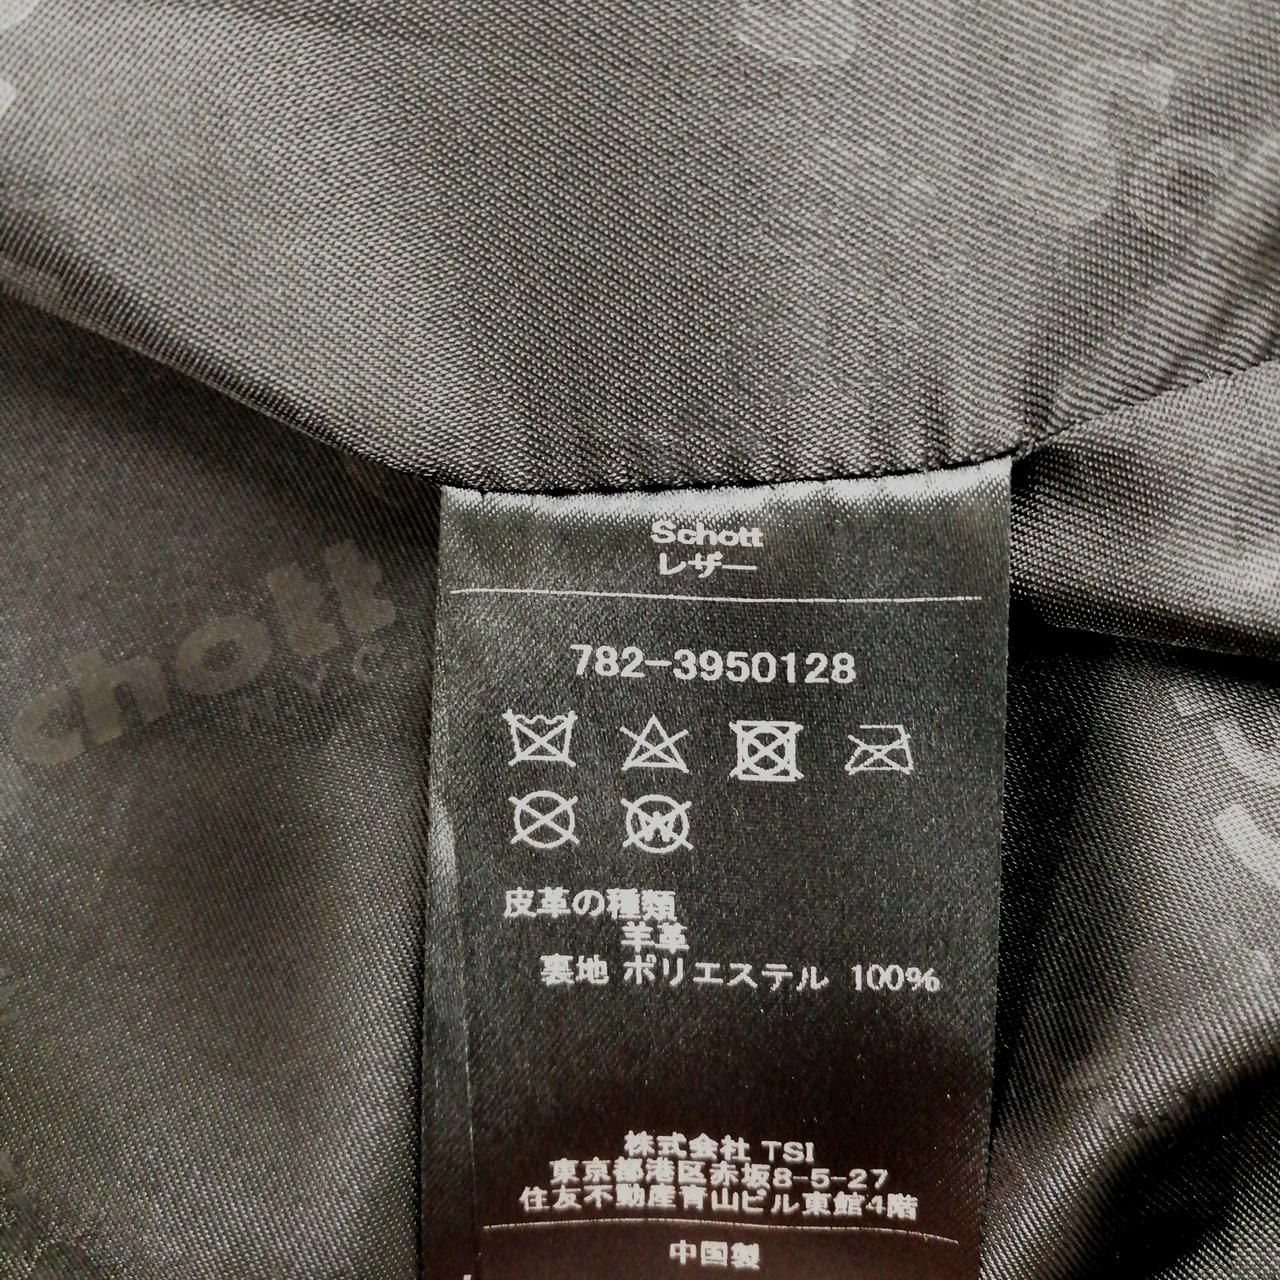 Schott
レザー
782-3950128
W
皮革の種類
羊革
裏地 ポリエステル 100%
株式会社 TSI
東京都港区赤坂8-5-27
住友不動産青山ビル東館4階
中国製
chott
NYC